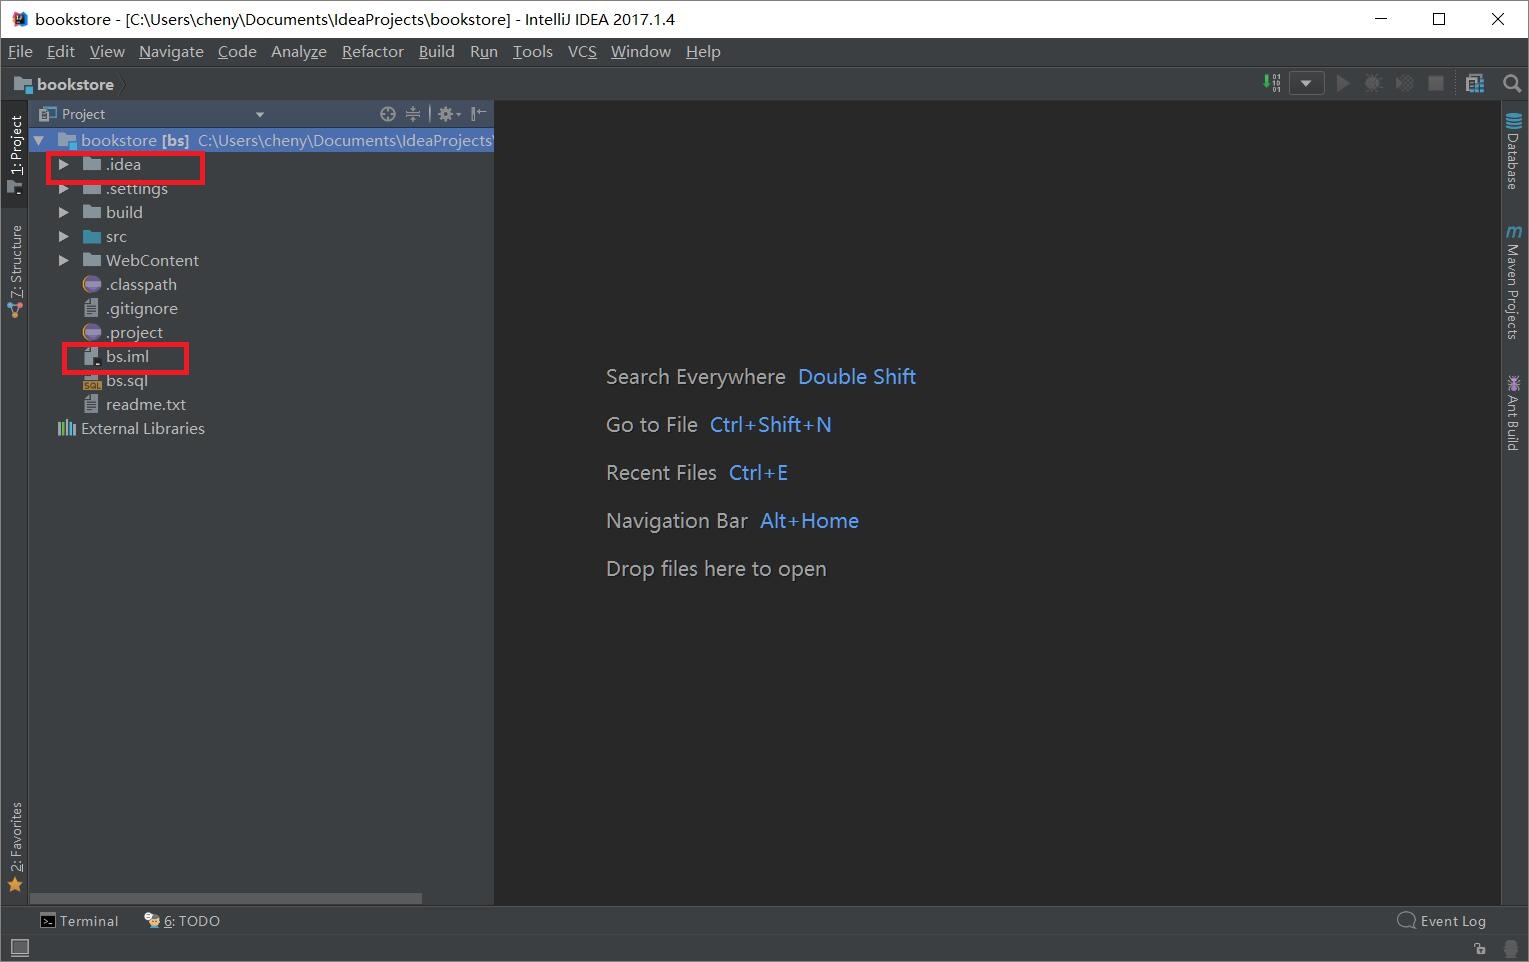 bookstore - [C:\Users\cheny\Documents\IdeaProjects\bookstore] - IntelliJ IDEA 2017.1.4
File Edit View Navigate Code Analyze Refactor Build Run Tools VCS Window Help
bookstore
Project
bookstore [bs] C:\Users\cheny\Documents\IdeaProjects\
.idea
.settings
build
src
WebContent
.classpath
.gitignore
.project
bs.iml
bs.sql
readme.txt
External Libraries
1: Project
7: Structure
2: Favorites
Search Everywhere Double Shift
Go to File Ctrl+Shift+N
Recent Files Ctrl+E
Navigation Bar Alt+Home
Drop files here to open
Database
Maven Projects
Ant Build
Terminal 6: TODO Event Log